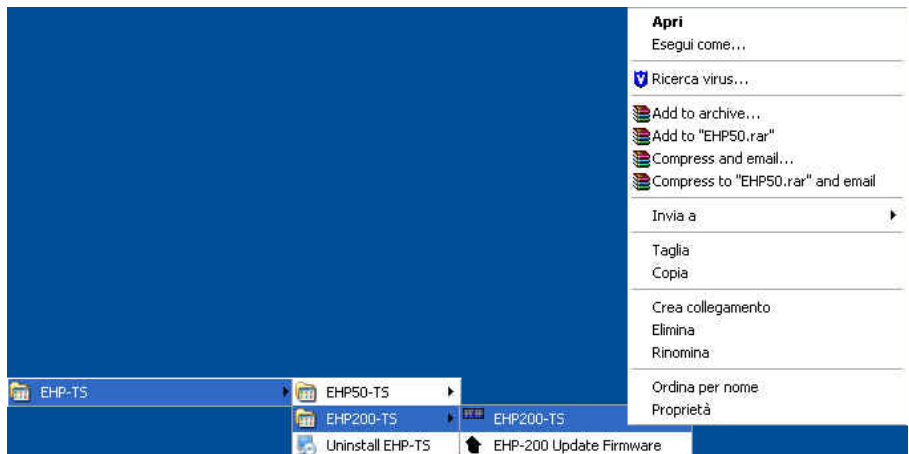 Apri
Esegui come...
Ricerca virus...
Add to archive...
Add to "EHP50.rar"
Compress and email...
Compress to "EHP50.rar" and email
Invia a
Taglia
Copia
Crea collegamento
Elimina
Rinomina
Ordina per nome
Proprietà
EHP-TS
EHP50-TS
EHP200-TS
EHP200-TS
Uninstall EHP-TS
EHP-200 Update Firmware